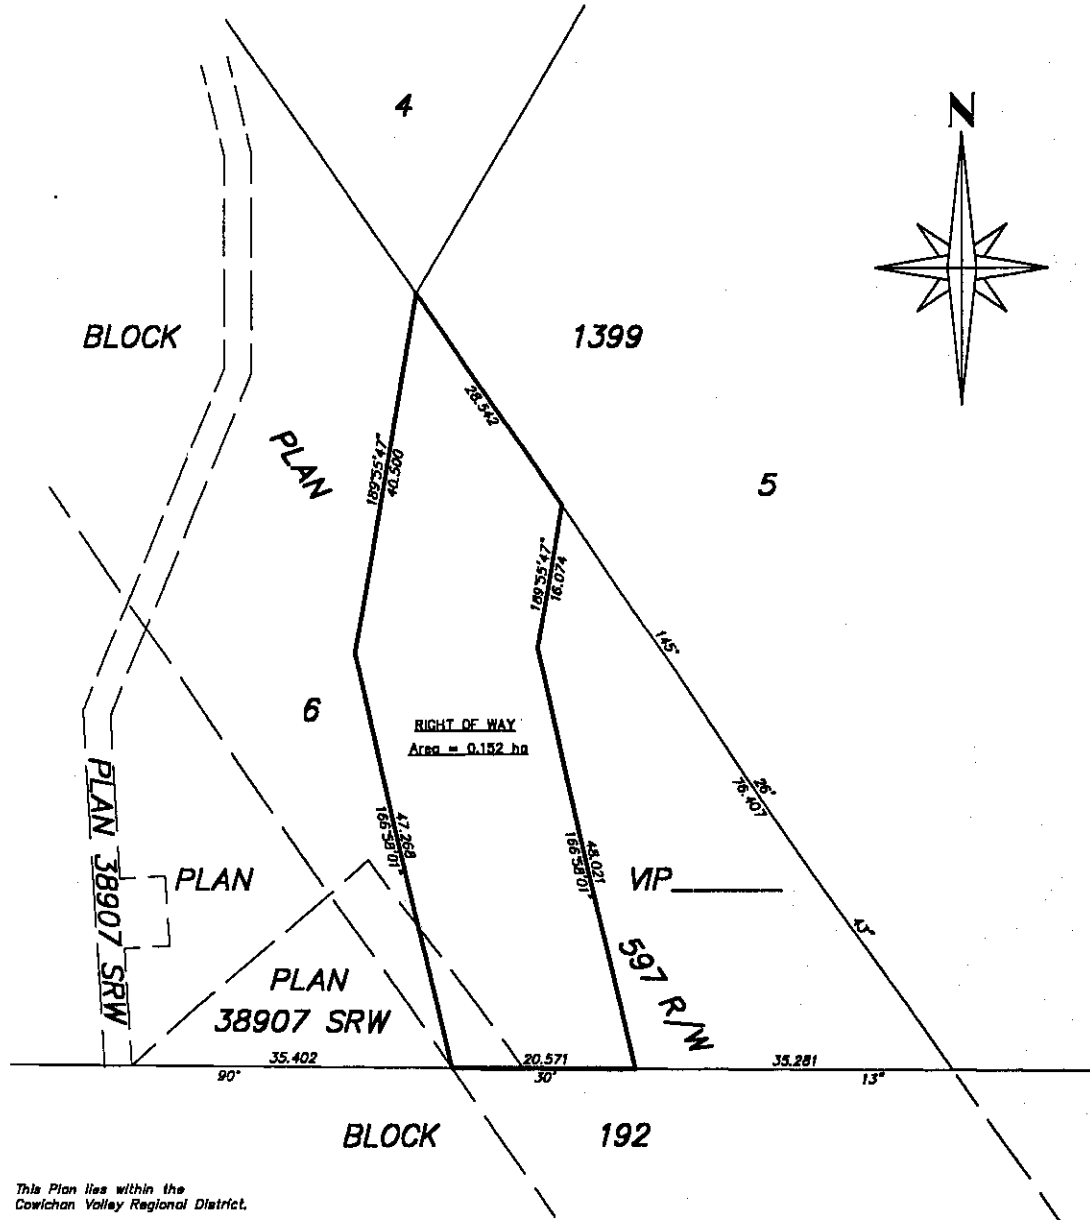 4
N
BLOCK
1399
28.542
PLAN
189°55'47"
40.500
5
189°55'47"
16.074
145°
6
RIGHT OF WAY
Area = 0.152 ha
26'
76.407
PLAN 38907 SRW
47.268
166°58'01"
48.021
166°58'01"
PLAN
VIP
43"
597 R/W
PLAN
38907 SRW
35.402
20.571
35.281
90°
30'
13"
BLOCK
192
This Plan lies within the
Cowichan Valley Regional District.